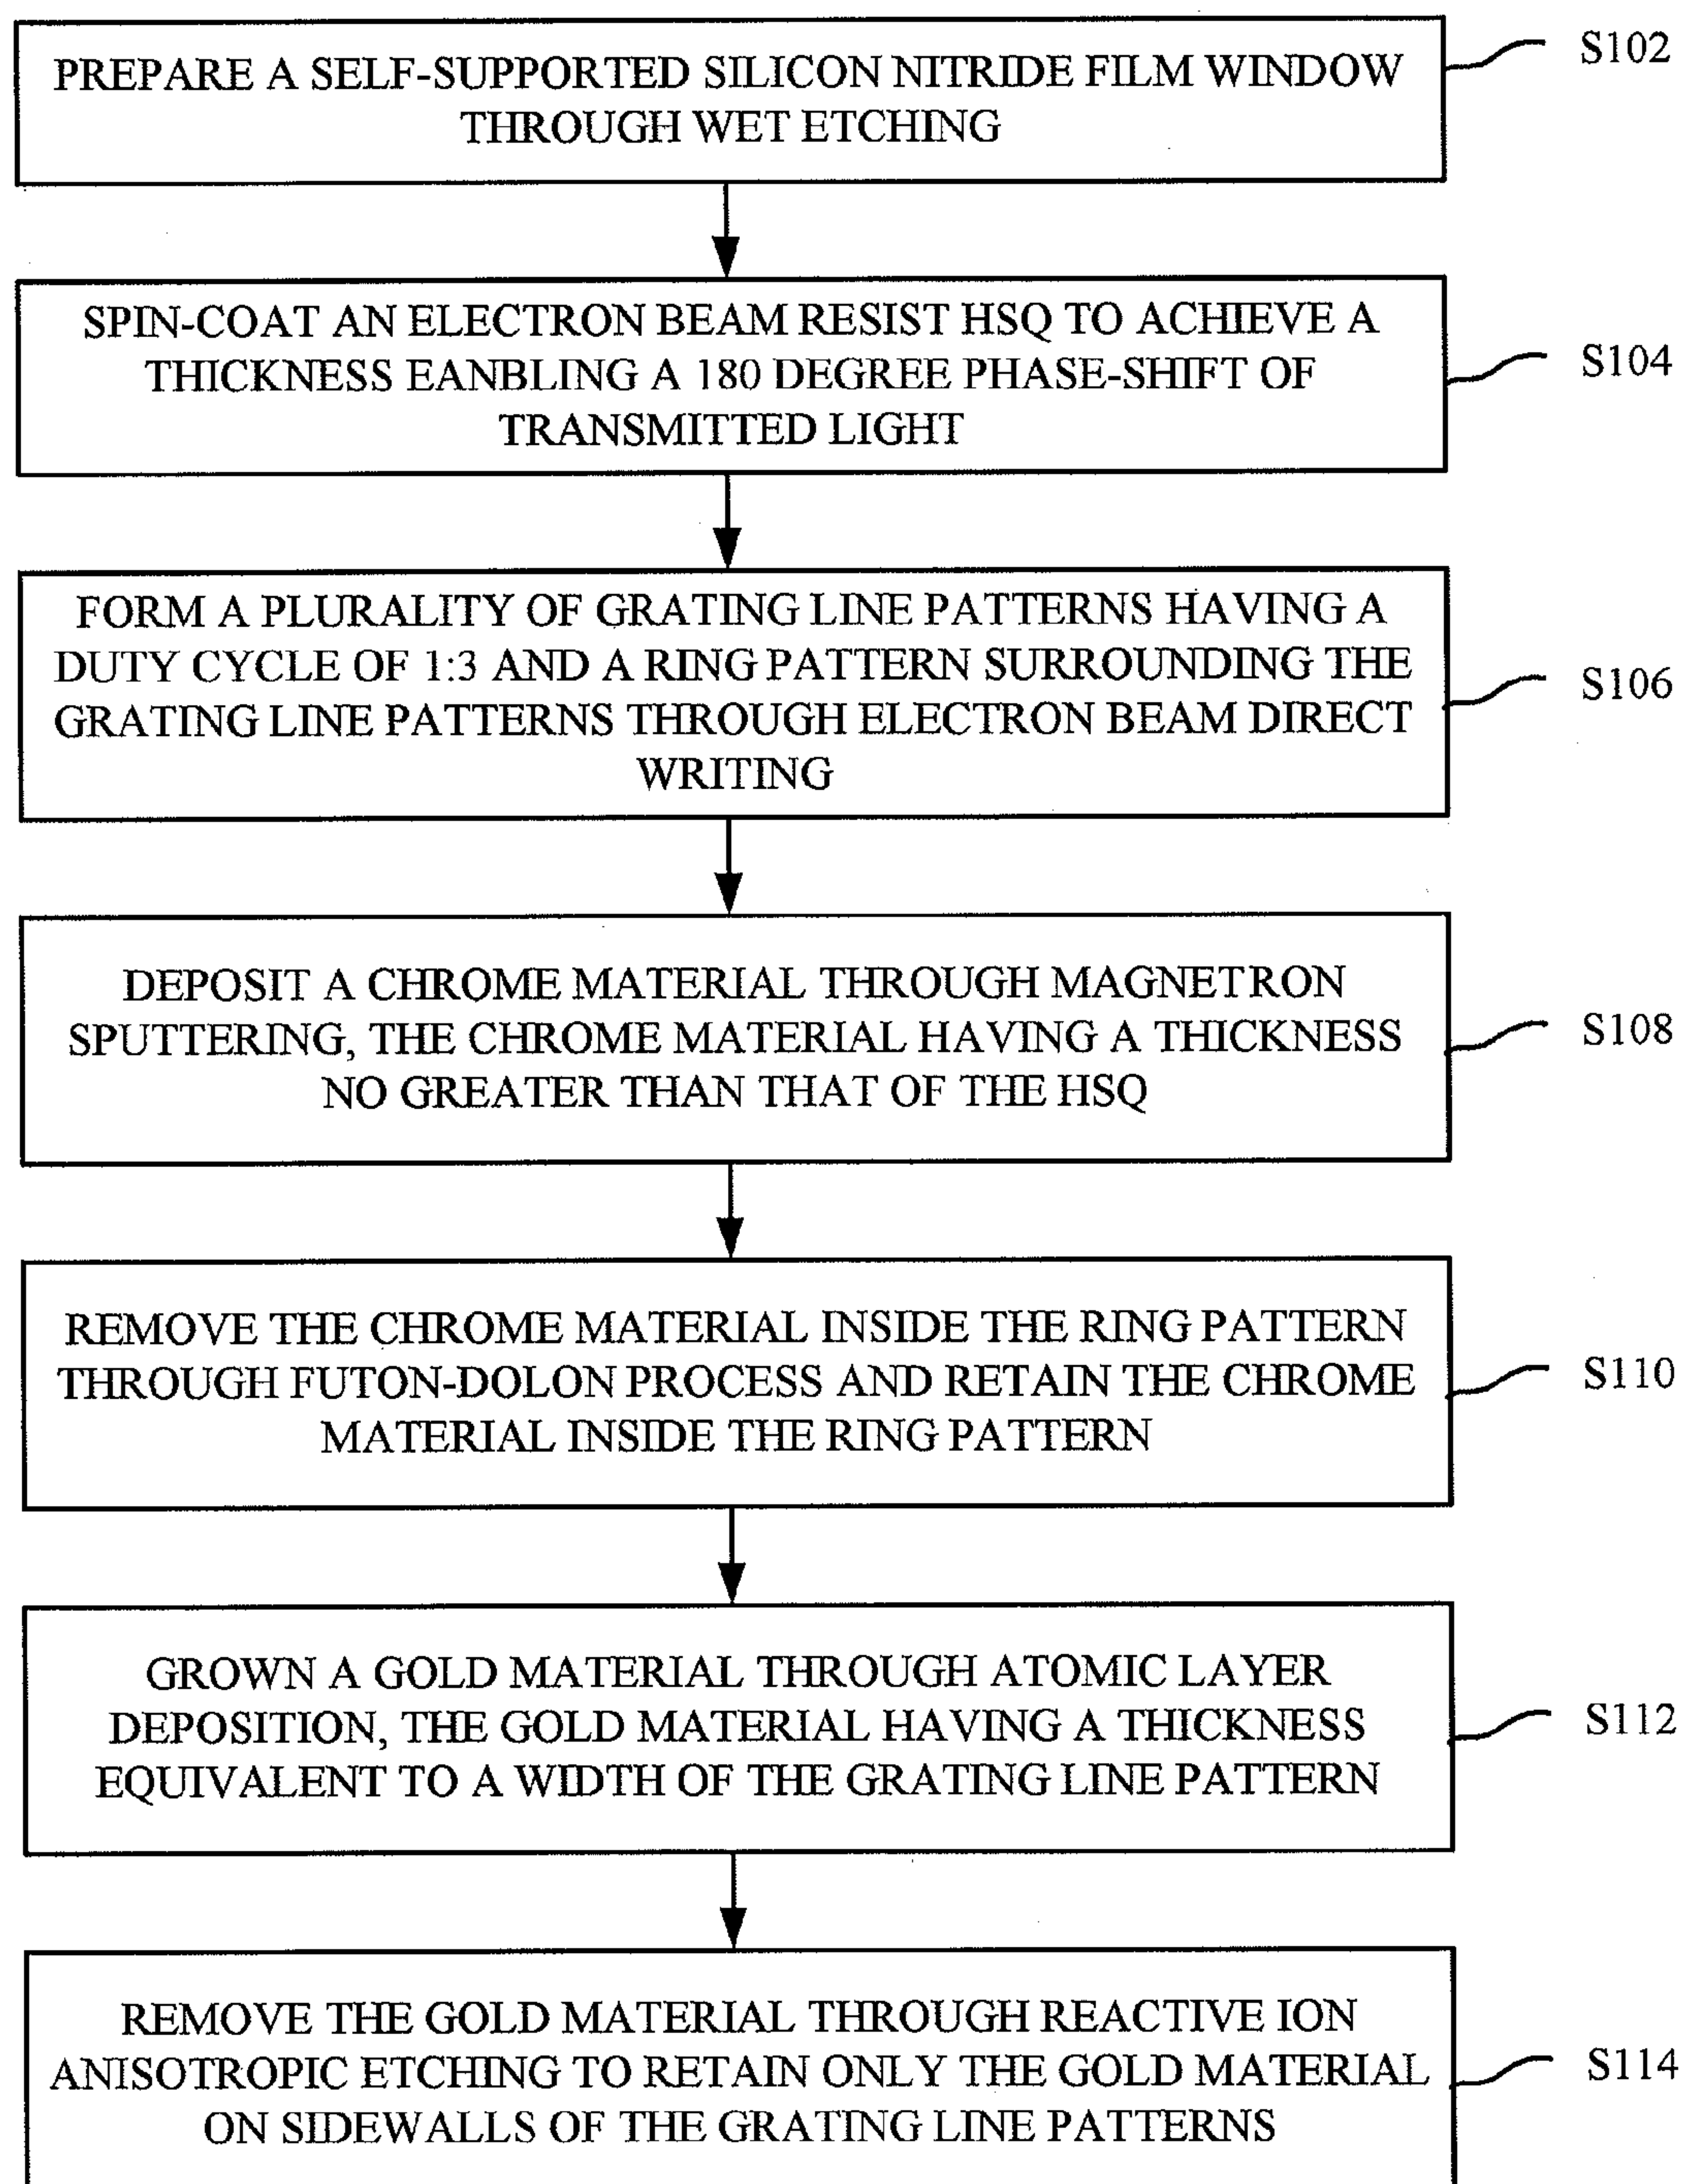 PREPARE A SELF-SUPPORTED SILICON NITRIDE FILM WINDOW
THROUGH WET ETCHING
S102
SPIN-COAT AN ELECTRON BEAM RESIST HSQ TO ACHIEVE A
THICKNESS EANBLING A 180 DEGREE PHASE-SHIFT OF
TRANSMITTED LIGHT
S104
FORM A PLURALITY OF GRATING LINE PATTERNS HAVING A
DUTY CYCLE OF 1:3 AND A RING PATTERN SURROUNDING THE
GRATING LINE PATTERNS THROUGH ELECTRON BEAM DIRECT
WRITING
S106
DEPOSIT A CHROME MATERIAL THROUGH MAGNETRON
SPUTTERING, THE CHROME MATERIAL HAVING A THICKNESS
NO GREATER THAN THAT OF THE HSQ
S108
REMOVE THE CHROME MATERIAL INSIDE THE RING PATTERN
THROUGH FUTON-DOLON PROCESS AND RETAIN THE CHROME
MATERIAL INSIDE THE RING PATTERN
S110
GROWN A GOLD MATERIAL THROUGH ATOMIC LAYER
DEPOSITION, THE GOLD MATERIAL HAVING A THICKNESS
EQUIVALENT TO A WIDTH OF THE GRATING LINE PATTERN
S112
REMOVE THE GOLD MATERIAL THROUGH REACTIVE ION
ANISOTROPIC ETCHING TO RETAIN ONLY THE GOLD MATERIAL
ON SIDEWALLS OF THE GRATING LINE PATTERNS
S114